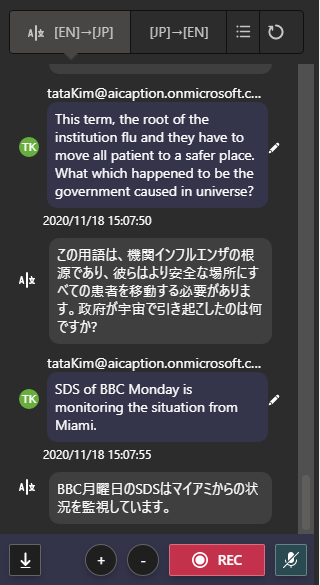 [EN]→[JP] [JP]→[EN]
tataKim@aicaption.onmicrosoft.c...
This term, the root of the
institution flu and they have to
move all patient to a safer place.
What which happened to be the
government caused in universe?
TK
2020/11/18 15:07:50
この用語は、機関インフルエンザの根
源であり、彼らはより安全な場所にす
べての患者を移動する必要がありま
す。政府が宇宙で引き起こしたのは何
ですか?
tataKim@aicaption.onmicrosoft.c...
SDS of BBC Monday is
monitoring the situation from
Miami.
TK
2020/11/18 15:07:55
BBC月曜日のSDSはマイアミからの状
況を監視しています。
+ - REC